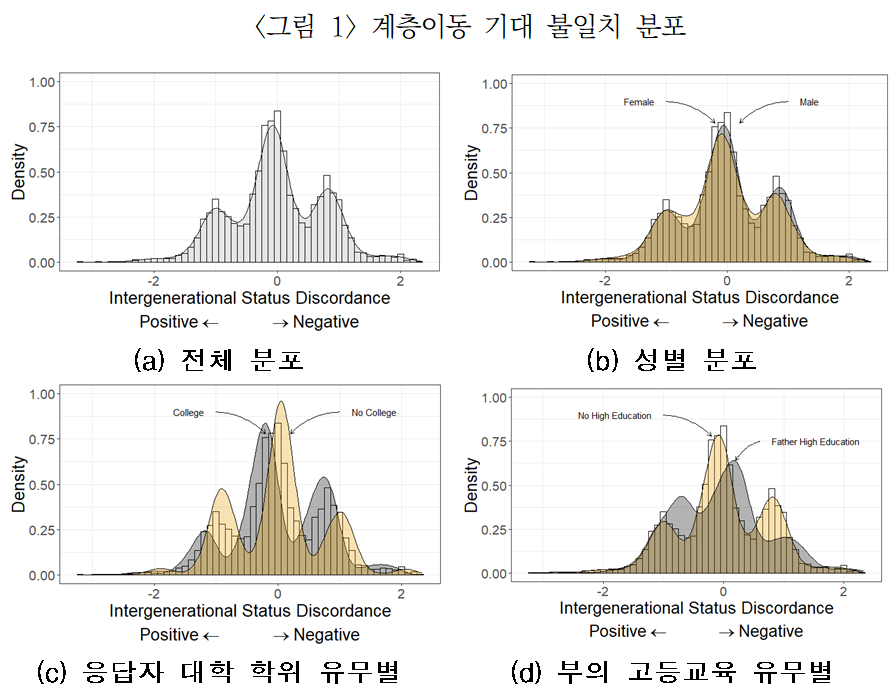 <그림 1> 계층이동 기대 불일치 분포
1.00
0.75
0.50
0.25
0.00
Density
-2 0 2
Intergenerational Status Discordance
Positive ← → Negative
(a) 전체 분포
1.00
0.75
0.50
0.25
0.00
Density
Female Male
-2 0 2
Intergenerational Status Discordance
Positive ← → Negative
(b) 성별 분포
1.00
0.75
0.50
0.25
0.00
Density
College No College
-2 0 2
Intergenerational Status Discordance
Positive ← → Negative
(c) 응답자 대학 학위 유무별
1.00
0.75
0.50
0.25
0.00
Density
No High Education
Father High Education
-2 0 2
Intergenerational Status Discordance
Positive ← → Negative
(d) 부의 고등교육 유무별